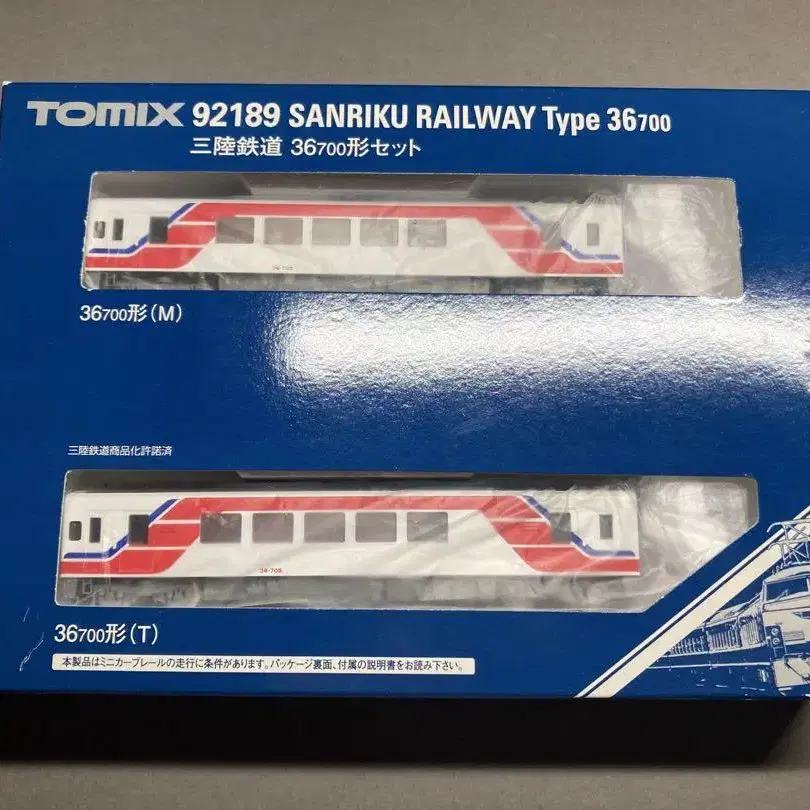 TOMIX 92189 SANRIKU RAILWAY Type 36700
三陸鉄道 36700形セット
36-703
36700形(M)
三陸鉄道商品化許諾済
36-705
36700形(T)
本製品はミニカーブレールの走行に条件があります。パッケージ裏面、付属の説明書をお読み下さい。